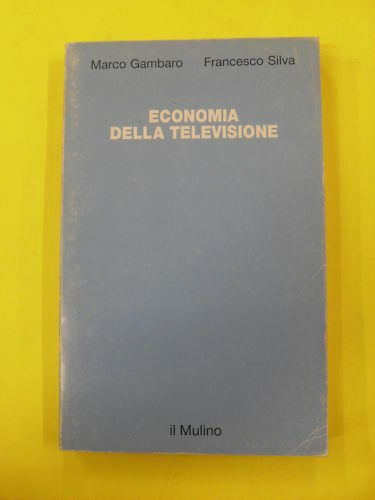 Marco Gambaro Francesco Silva
ECONOMIA
DELLA TELEVISIONE
il Mulino